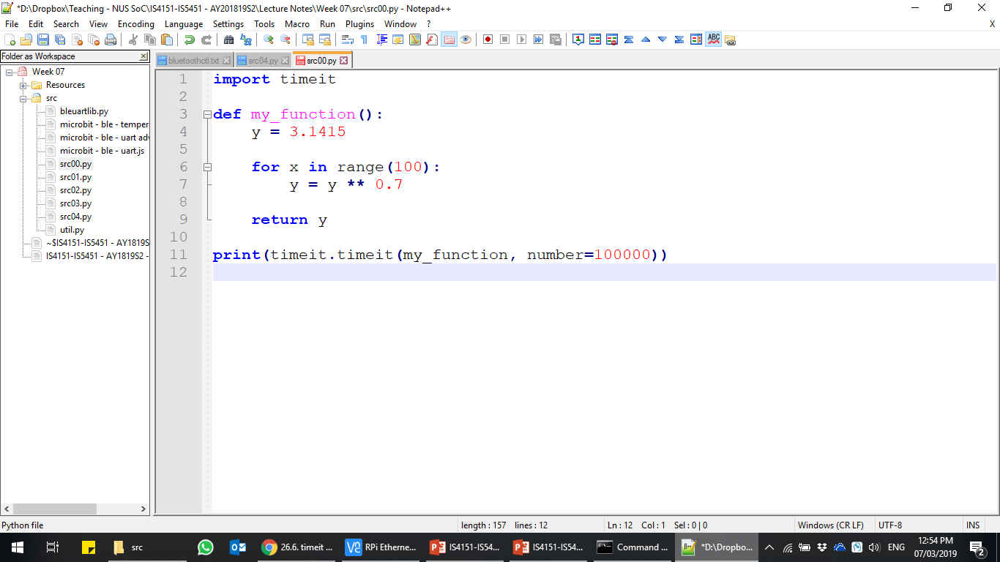 *D:\Dropbox\Teaching - NUS SoC\IS4151-IS5451 - AY201819S2\Lecture Notes\Week 07\src\src00.py - Notepad++
File Edit Search View Encoding Language Settings Tools Macro Run Plugins Window ? X
Folder as Workspace
Week 07
Resources
src
bleuartlib.py
microbit - ble - temper
microbit - ble - uart adv
microbit - ble - uart.js
src00.py
src01.py
src02.py
src03.py
src04.py
util.py
~$IS4151-IS5451 - AY1819S
IS4151-IS5451 - AY1819S2 -
bluetoothctl.txt src04.py src00.py
1 import timeit
2
3 def my_function():
4     y = 3.1415
5
6     for x in range(100):
7         y = y ** 0.7
8
9     return y
10
11 print(timeit.timeit(my_function, number=100000))
12
Python file length : 157 lines : 12 Ln : 12 Col : 1 Sel : 0 | 0 Windows (CR LF) UTF-8 INS
src 26.6. timeit ... RPi Etherne... IS4151-IS54... IS4151-IS54... Command ... *D:\Dropbo... ENG 12:54 PM
07/03/2019 2